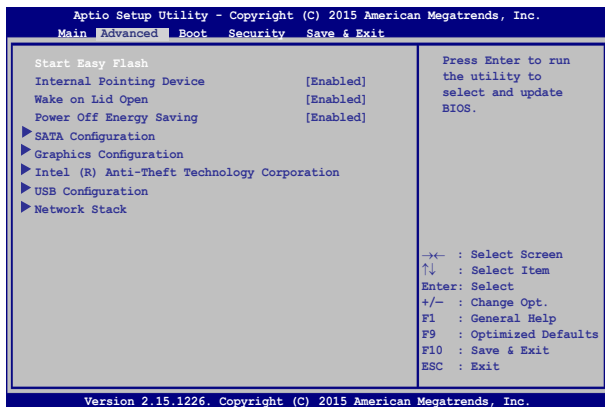 Aptio Setup Utility - Copyright (C) 2015 American Megatrends, Inc.
Main Advanced Boot Security Save & Exit
Start Easy Flash
Internal Pointing Device [Enabled]
Wake on Lid Open [Enabled]
Power Off Energy Saving [Enabled]
SATA Configuration
Graphics Configuration
Intel (R) Anti-Theft Technology Corporation
USB Configuration
Network Stack
Press Enter to run
the utility to
select and update
BIOS.
→← : Select Screen
↑↓ : Select Item
Enter: Select
+/— : Change Opt.
F1 : General Help
F9 : Optimized Defaults
F10 : Save & Exit
ESC : Exit
Version 2.15.1226. Copyright (C) 2015 American Megatrends, Inc.